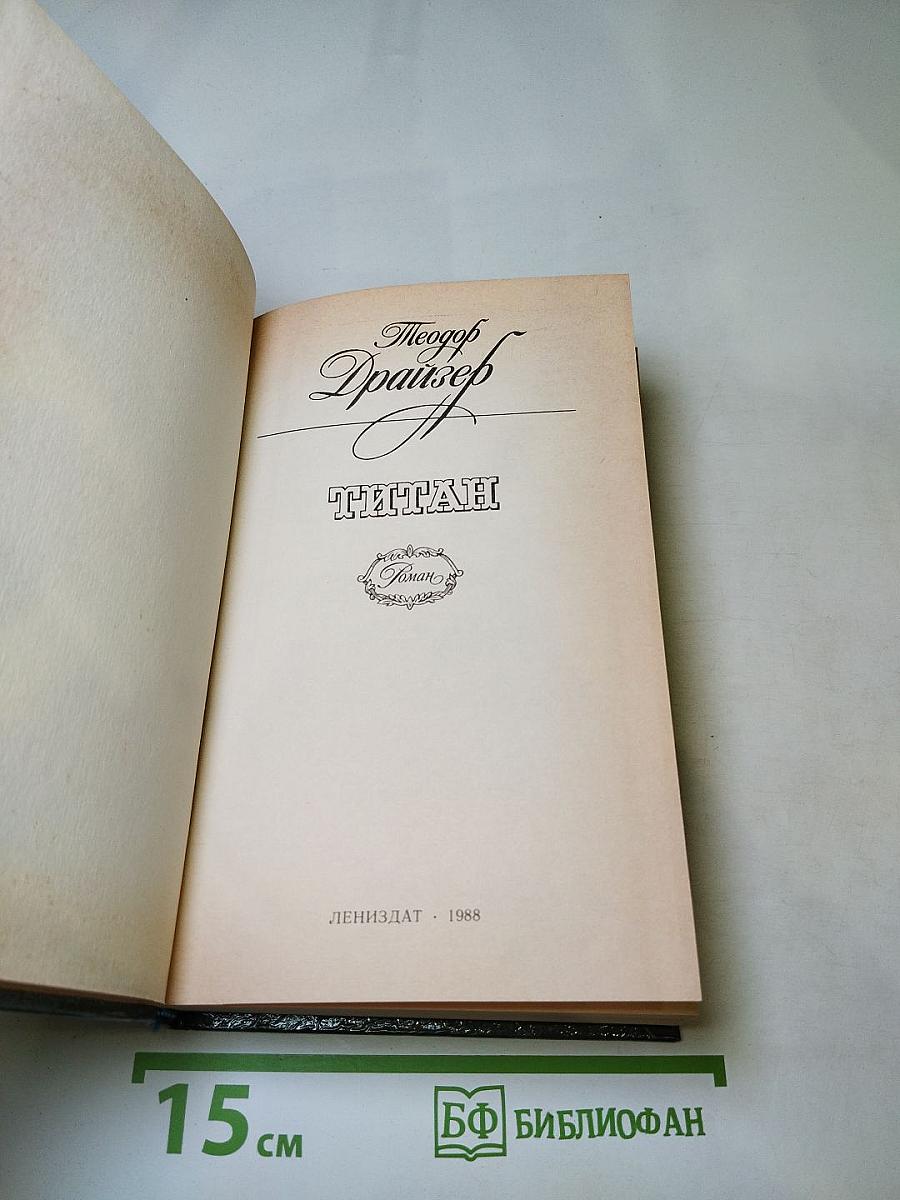 Теодор
Драйзер
ТИТАН
Роман
ЛЕНИЗДАТ · 1988
15 см
БФ БИБЛИОФАН